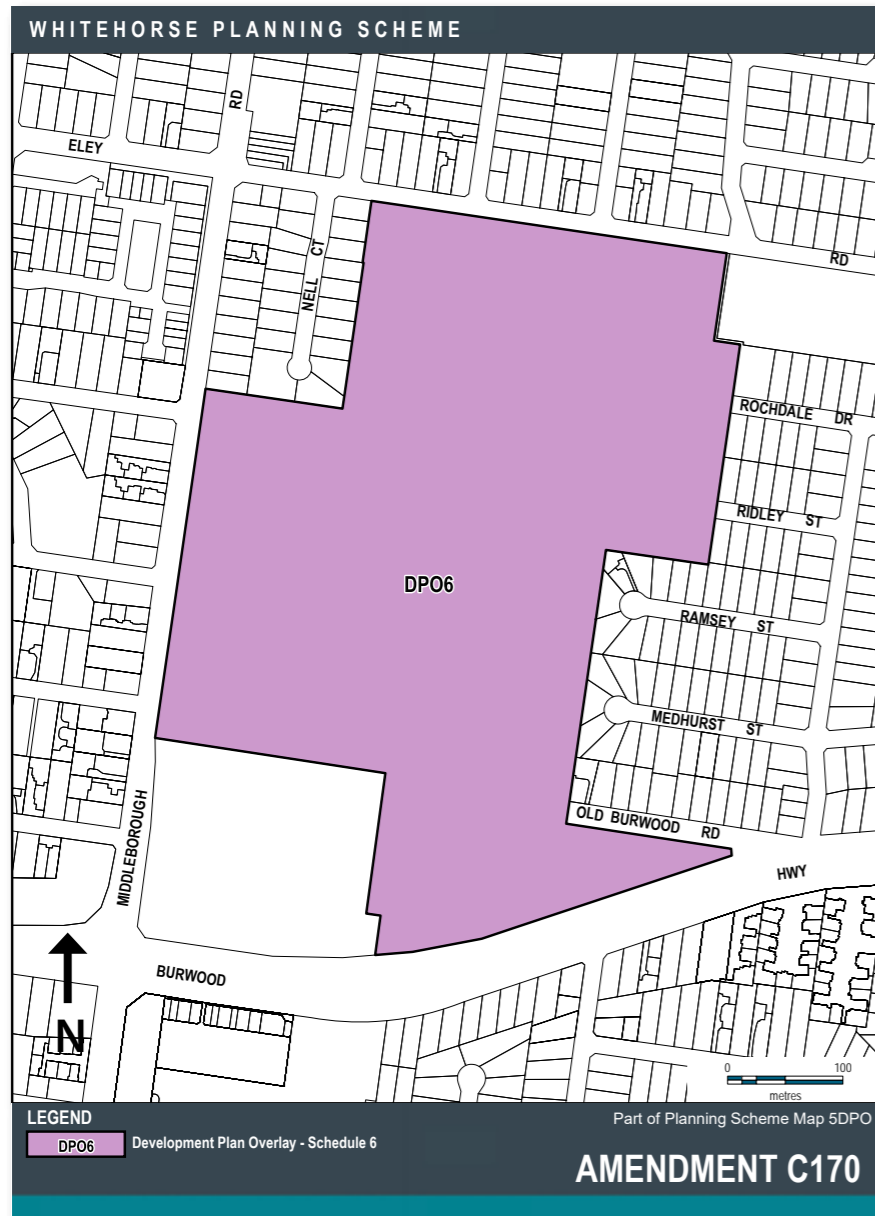 WHITEHORSE PLANNING SCHEME
RD
ELEY
NELL CT
RD
ROCHDALE DR
RIDLEY ST
DPO6
RAMSEY ST
MEDHURST ST
OLD BURWOOD RD
MIDDLEBOROUGH
HWY
BURWOOD
N
0 100
metres
LEGEND
Part of Planning Scheme Map 5DPO
DPO6 Development Plan Overlay - Schedule 6
AMENDMENT C170